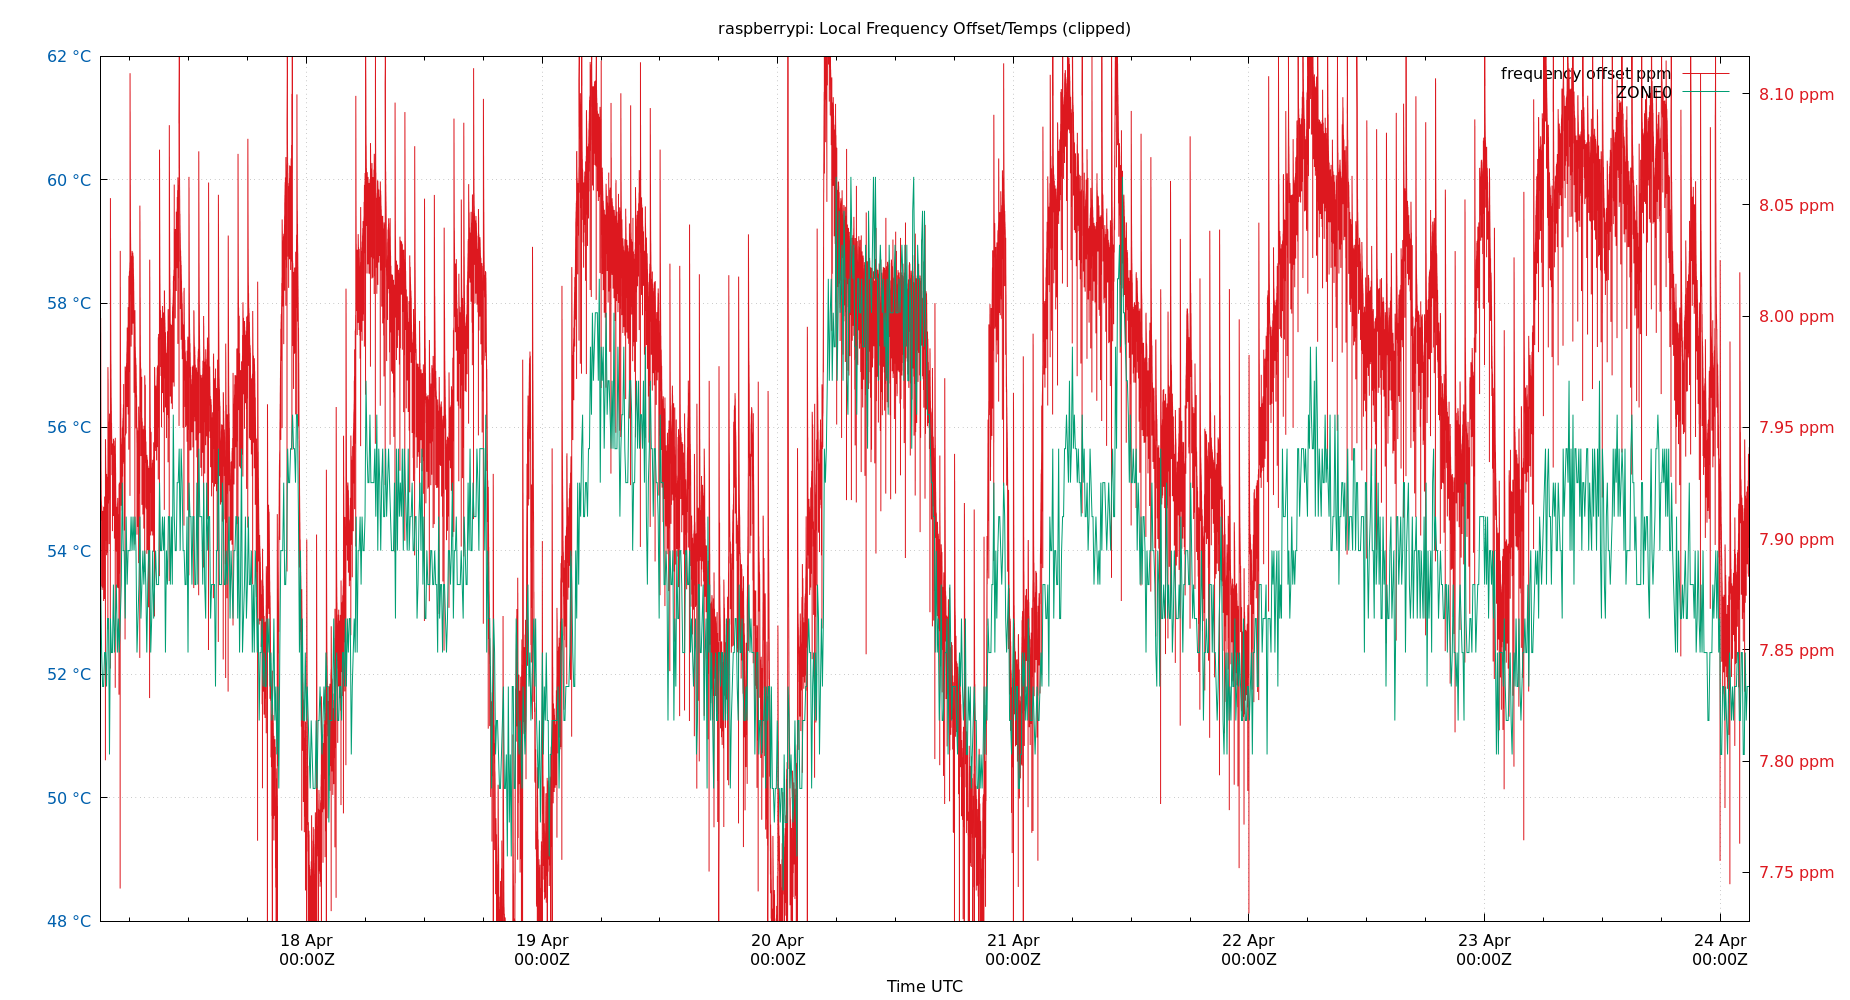 raspberrypi: Local Frequency Offset/Temps (clipped)
62 °C
60 °C
58 °C
56 °C
54 °C
52 °C
50 °C
48 °C
frequency offset ppm
ZONE0
8.10 ppm
8.05 ppm
8.00 ppm
7.95 ppm
7.90 ppm
7.85 ppm
7.80 ppm
7.75 ppm
18 Apr
00:00Z
19 Apr
00:00Z
20 Apr
00:00Z
21 Apr
00:00Z
22 Apr
00:00Z
23 Apr
00:00Z
24 Apr
00:00Z
Time UTC